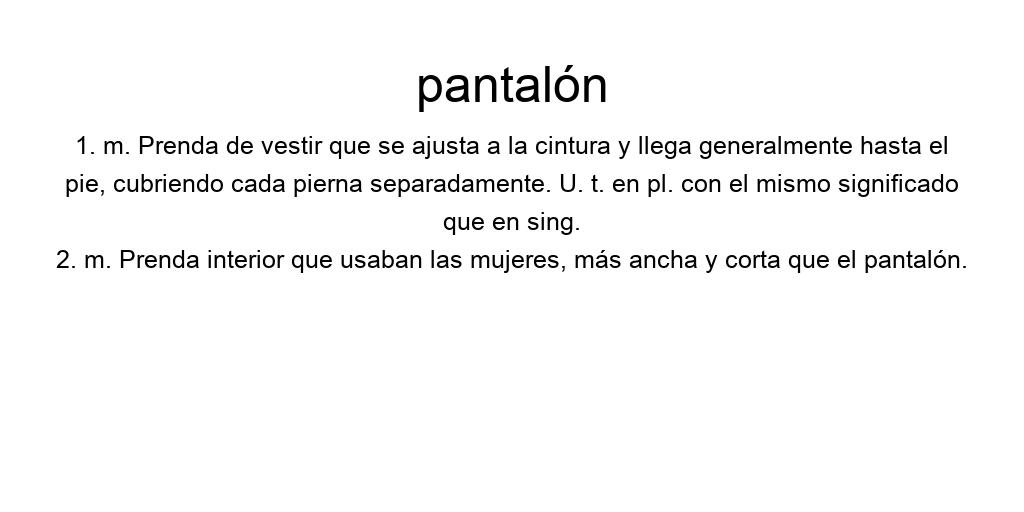 pantalón
1. m. Prenda de vestir que se ajusta a la cintura y llega generalmente hasta el
pie, cubriendo cada pierna separadamente. U. t. en pl. con el mismo significado
que en sing.
2. m. Prenda interior que usaban las mujeres, más ancha y corta que el pantalón.